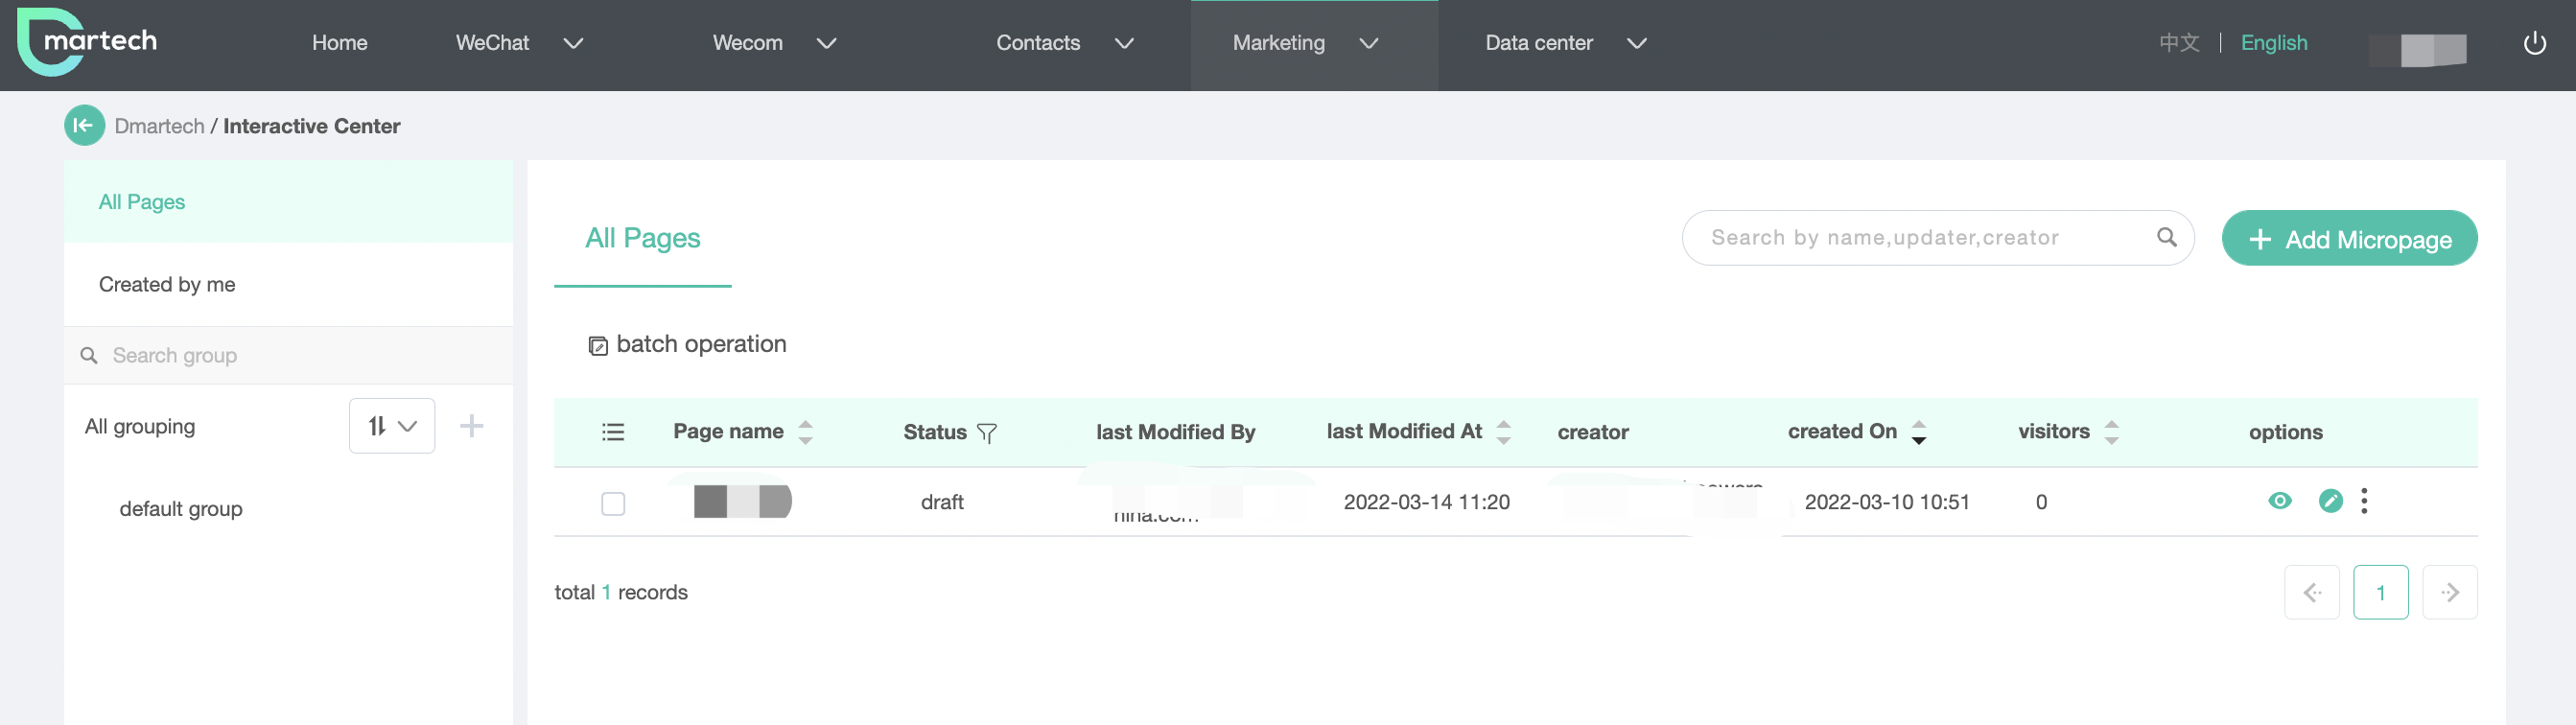 martech
Home WeChat Wecom Contacts Marketing Data center 中文 | English
Dmartech / Interactive Center
All Pages
Created by me
Search group
All grouping
default group
All Pages
Search by name,updater,creator
+ Add Micropage
batch operation
Page name Status last Modified By last Modified At creator created On visitors options
draft 2022-03-14 11:20 2022-03-10 10:51 0
total 1 records
1